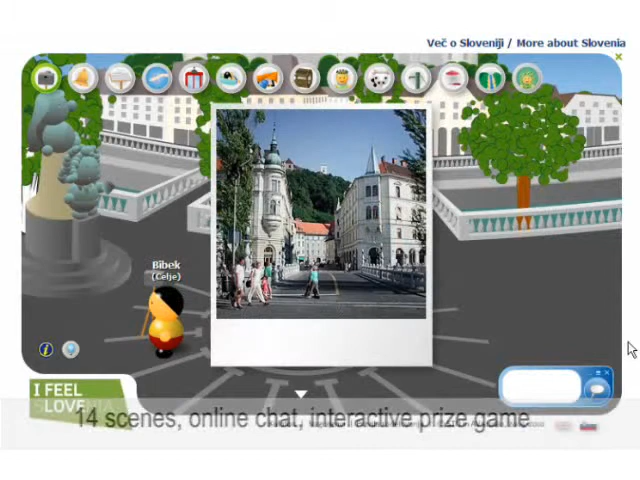 Več o Sloveniji / More about Slovenia
Bibek
(Celje)
I FEEL
SLOVENIA
14 scenes, online chat, interactive prize game